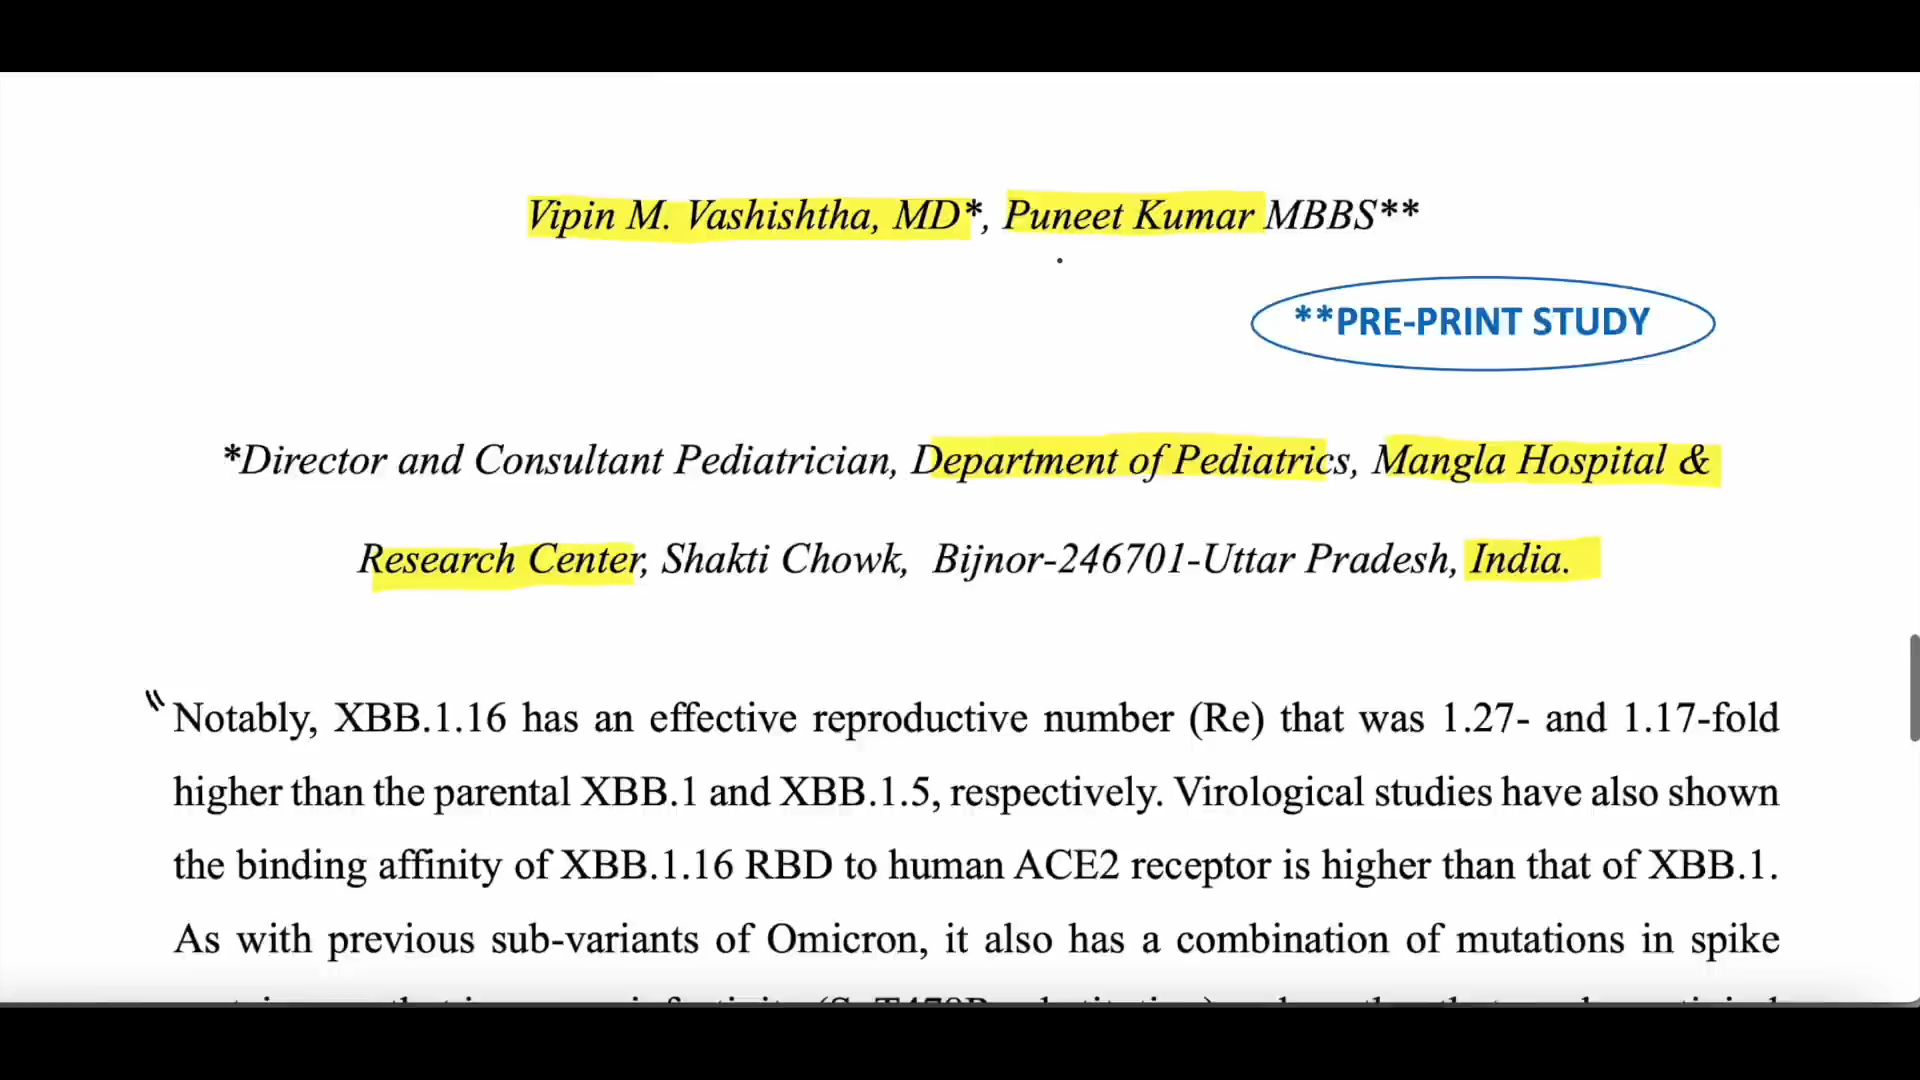 Vipin M. Vashishtha, MD*, Puneet Kumar MBBS**
**PRE-PRINT STUDY
*Director and Consultant Pediatrician, Department of Pediatrics, Mangla Hospital &
Research Center, Shakti Chowk, Bijnor-246701-Uttar Pradesh, India.
"Notably, XBB.1.16 has an effective reproductive number (Re) that was 1.27- and 1.17-fold
higher than the parental XBB.1 and XBB.1.5, respectively. Virological studies have also shown
the binding affinity of XBB.1.16 RBD to human ACE2 receptor is higher than that of XBB.1.
As with previous sub-variants of Omicron, it also has a combination of mutations in spike